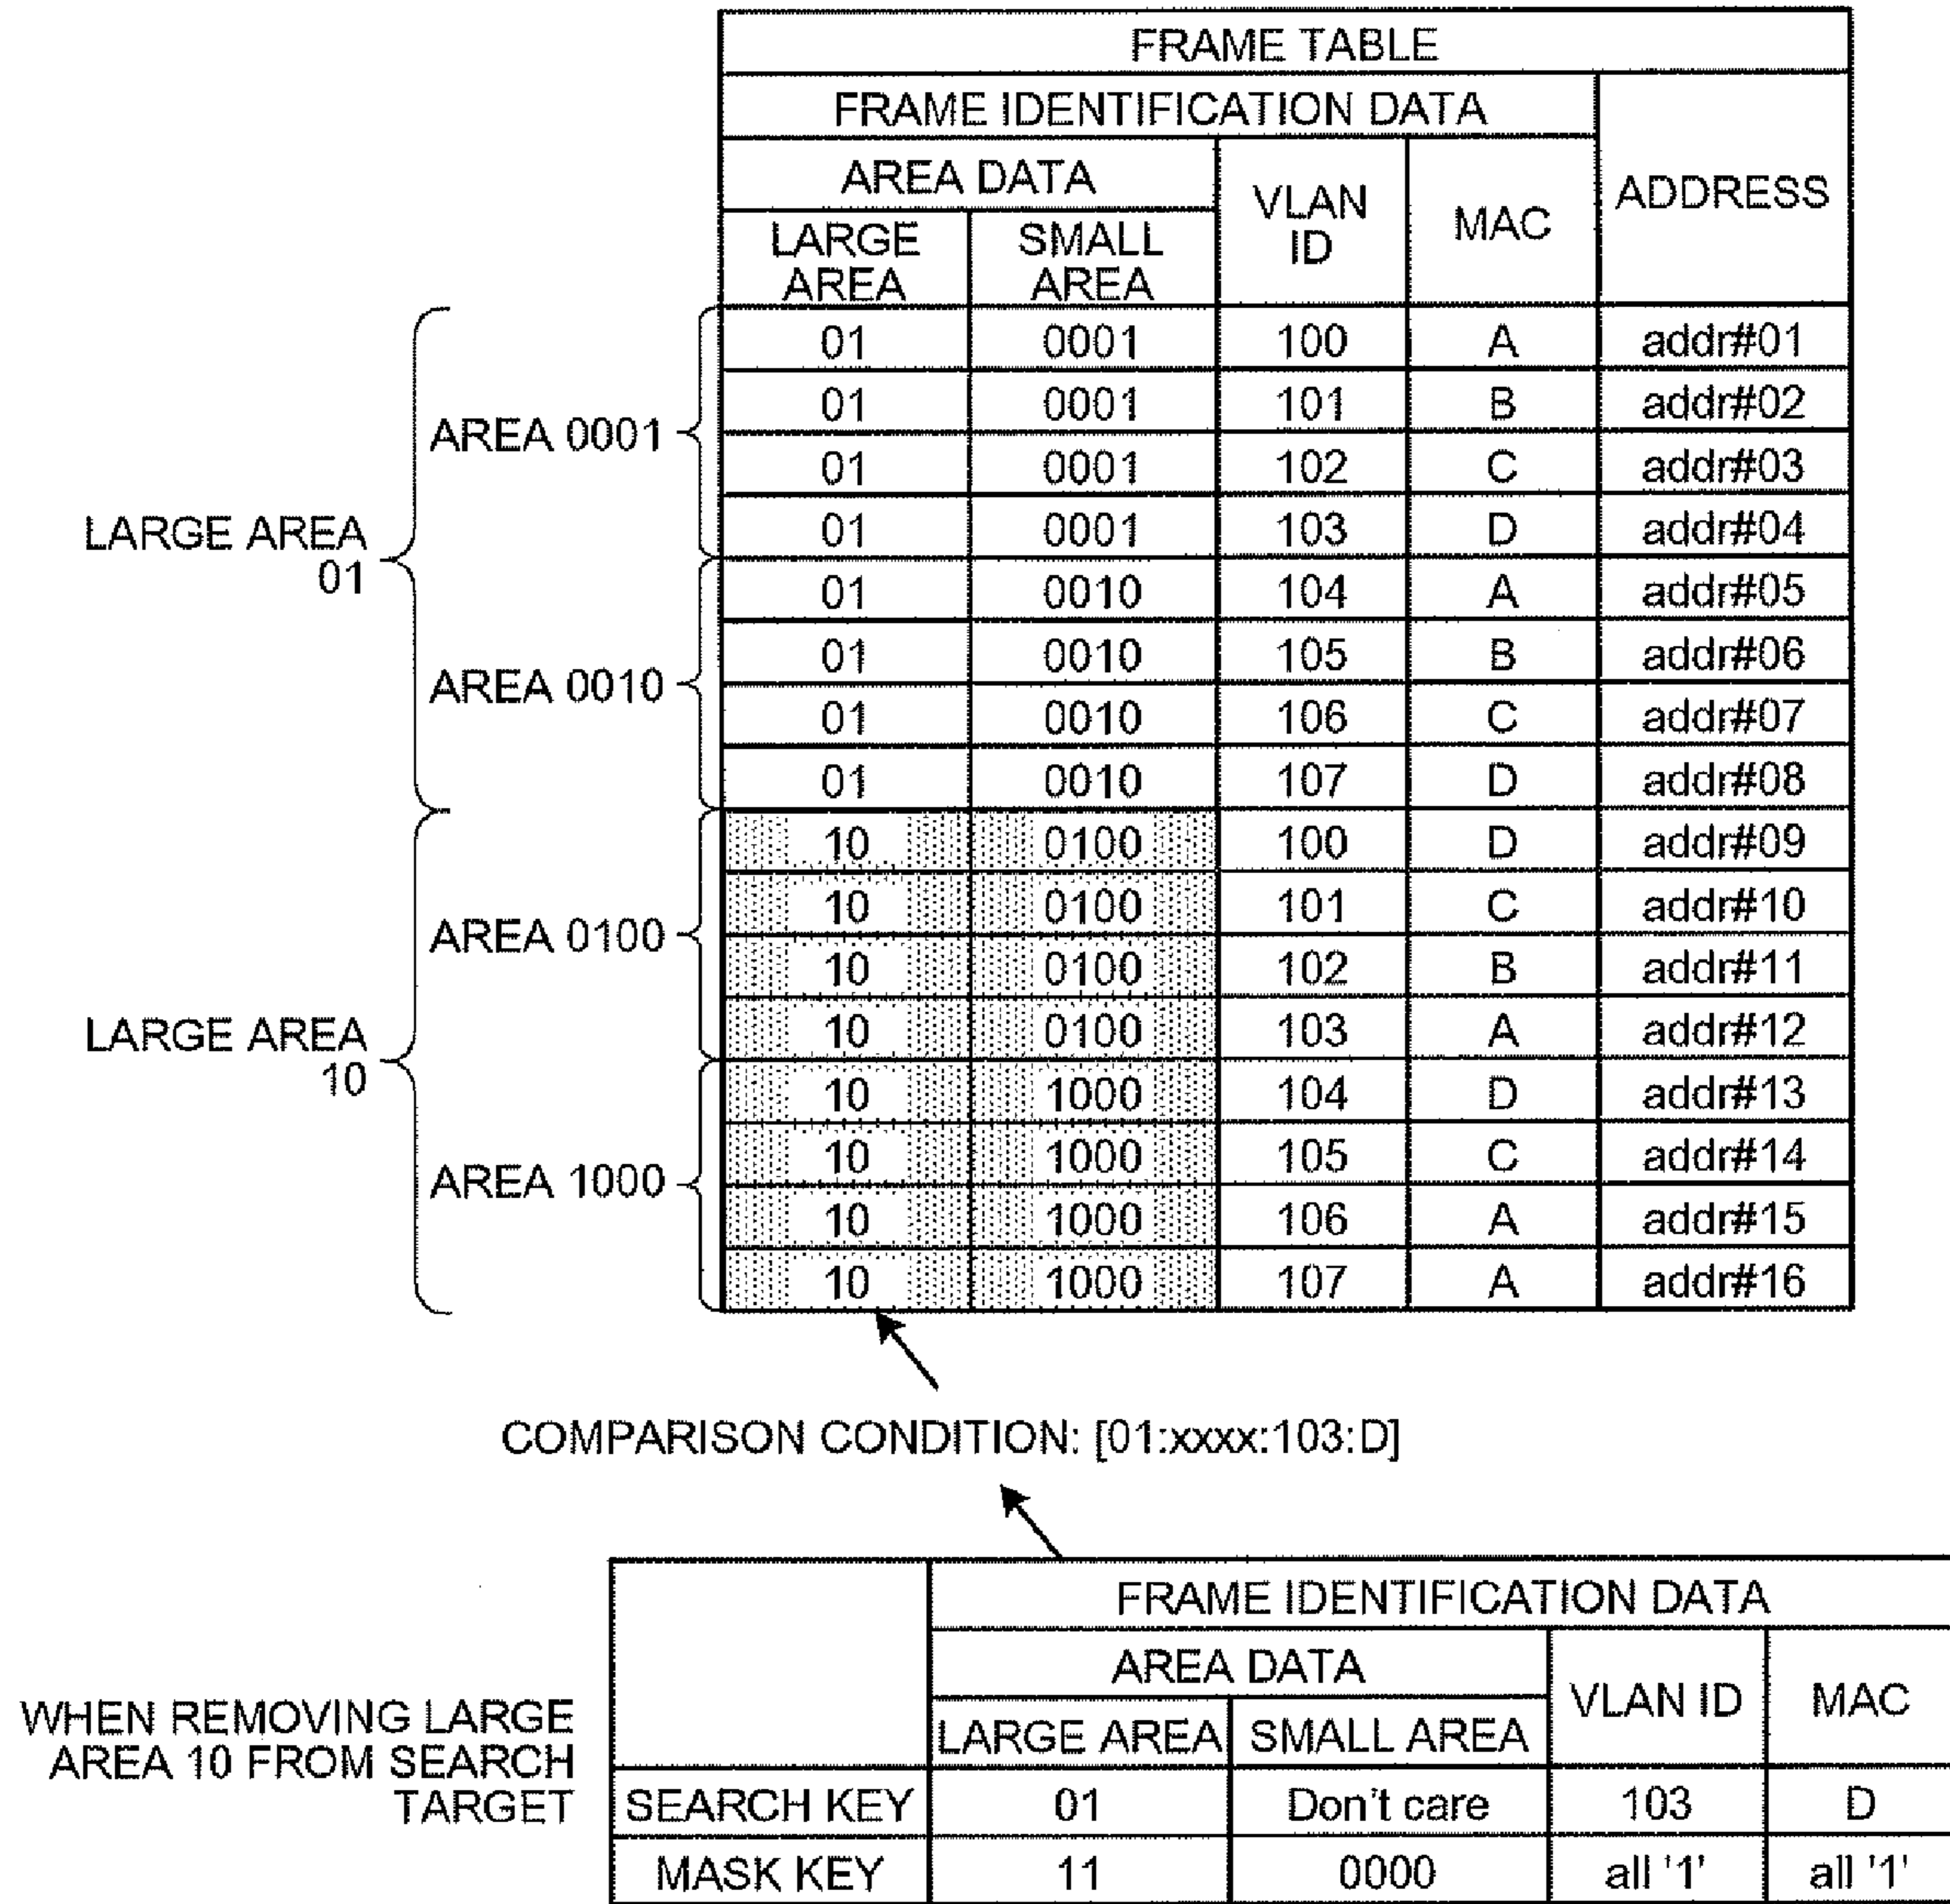 FRAME TABLE
FRAME IDENTIFICATION DATA
ADDRESS
AREA DATA
VLAN ID
MAC
LARGE AREA
SMALL AREA
LARGE AREA 01
AREA 0001
01 0001 100 A addr#01
01 0001 101 B addr#02
01 0001 102 C addr#03
01 0001 103 D addr#04
AREA 0010
01 0010 104 A addr#05
01 0010 105 B addr#06
01 0010 106 C addr#07
01 0010 107 D addr#08
LARGE AREA 10
AREA 0100
10 0100 100 D addr#09
10 0100 101 C addr#10
10 0100 102 B addr#11
10 0100 103 A addr#12
AREA 1000
10 1000 104 D addr#13
10 1000 105 C addr#14
10 1000 106 A addr#15
10 1000 107 A addr#16
COMPARISON CONDITION: [01:xxxx:103:D]
WHEN REMOVING LARGE
AREA 10 FROM SEARCH
TARGET
FRAME IDENTIFICATION DATA
AREA DATA
VLAN ID
MAC
LARGE AREA
SMALL AREA
SEARCH KEY 01 Don't care 103 D
MASK KEY 11 0000 all '1' all '1'